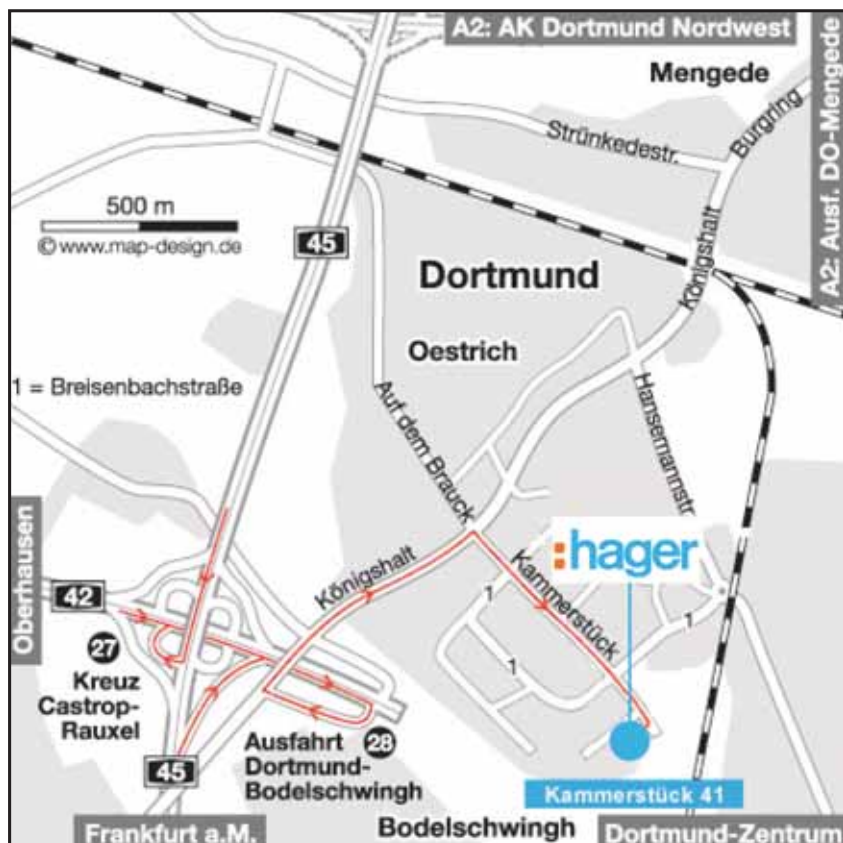 A2: AK Dortmund Nordwest
A2: Ausf. DO-Mengede
Mengede
Burgring
Strünkedestr.
500 m
© www.map-design.de
45
Königshalt
Dortmund
Oestrich
1 = Breisenbachstraße
Auf dem Brauck
Hansemannstr.
:hager
Oberhausen
42
Königshalt
Kammerstück
1
1
1
27
Kreuz
Castrop-
Rauxel
45
Ausfahrt 28
Dortmund-
Bodelschwingh
Kammerstück 41
Frankfurt a.M.
Bodelschwingh
Dortmund-Zentrum